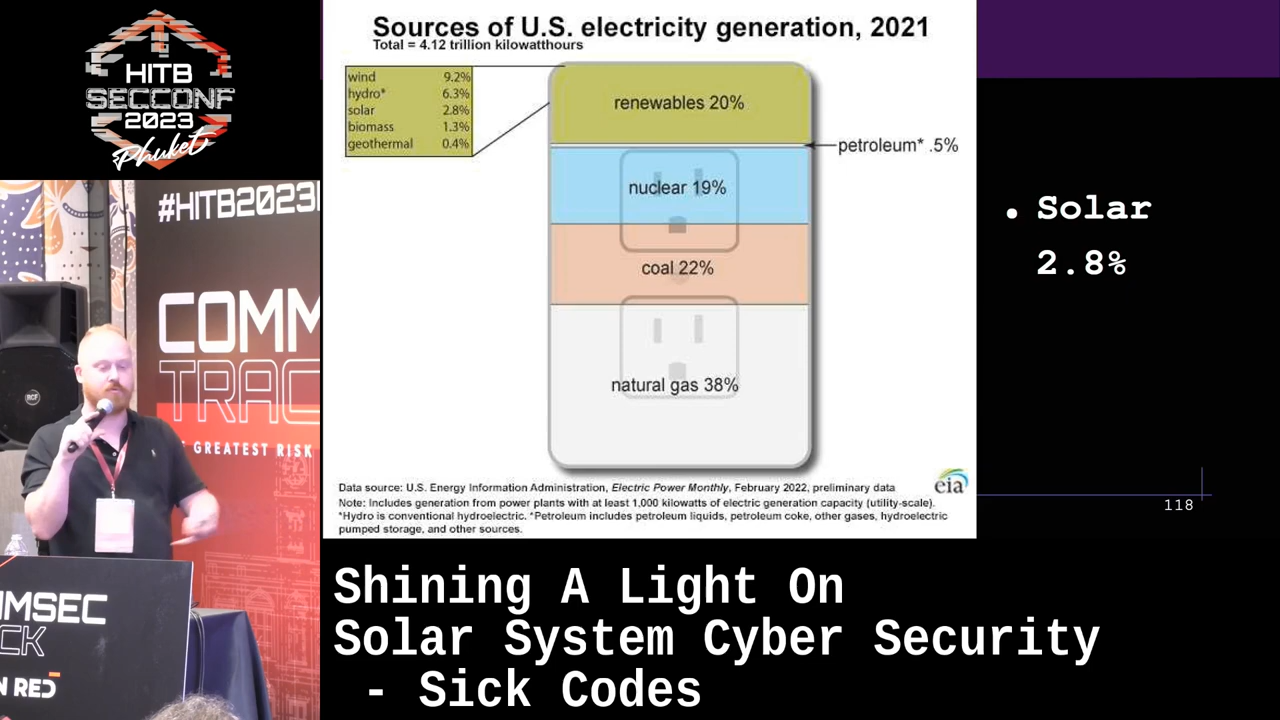 HITB
SECCONF
2023
Phuket
#HITB2023
COMM
TRAC
GREATEST RISK
RCF
MSEC
CK
N RED
Sources of U.S. electricity generation, 2021
Total = 4.12 trillion kilowatthours
wind 9.2%
hydro* 6.3%
solar 2.8%
biomass 1.3%
geothermal 0.4%
renewables 20%
petroleum* .5%
nuclear 19%
coal 22%
natural gas 38%
Data source: U.S. Energy Information Administration, Electric Power Monthly, February 2022, preliminary data
Note: Includes generation from power plants with at least 1,000 kilowatts of electric generation capacity (utility-scale).
*Hydro is conventional hydroelectric. *Petroleum includes petroleum liquids, petroleum coke, other gases, hydroelectric
pumped storage, and other sources.
eia
• Solar
2.8%
118
Shining A Light On
Solar System Cyber Security
- Sick Codes